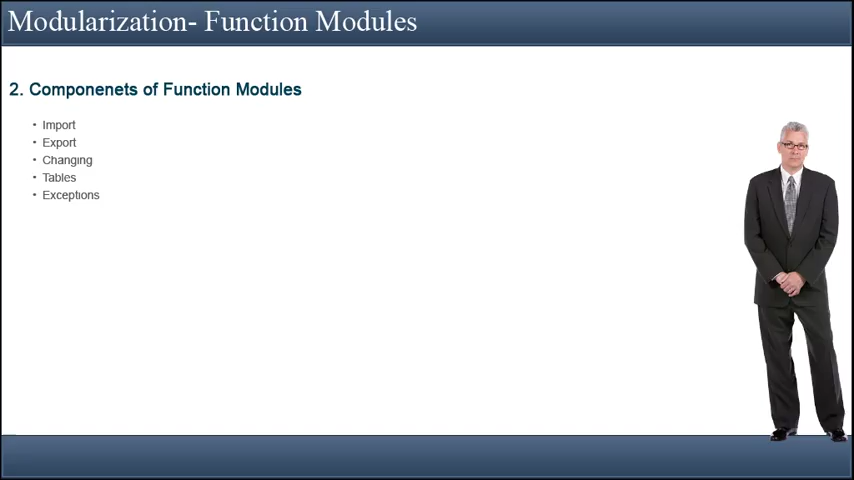 Modularization- Function Modules
2. Componenets of Function Modules
• Import
• Export
• Changing
• Tables
• Exceptions